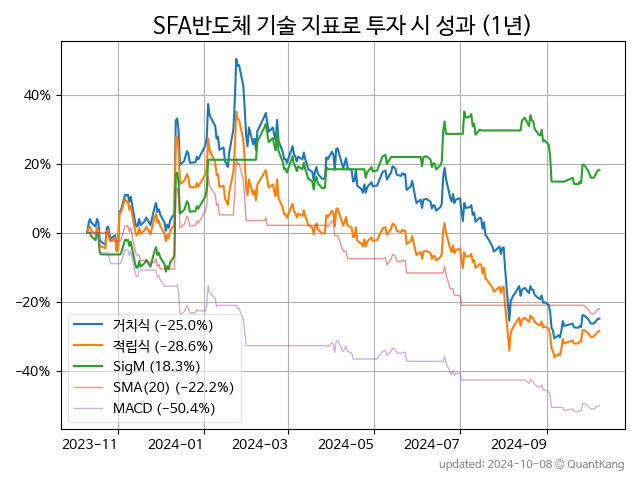 SFA반도체 기술 지표로 투자 시 성과 (1년)
40%
20%
0%
−20%
−40%
거치식 (−25.0%)
적립식 (−28.6%)
SigM (18.3%)
SMA(20) (−22.2%)
MACD (−50.4%)
2023-11 2024-01 2024-03 2024-05 2024-07 2024-09
updated: 2024-10-08 © QuantKang